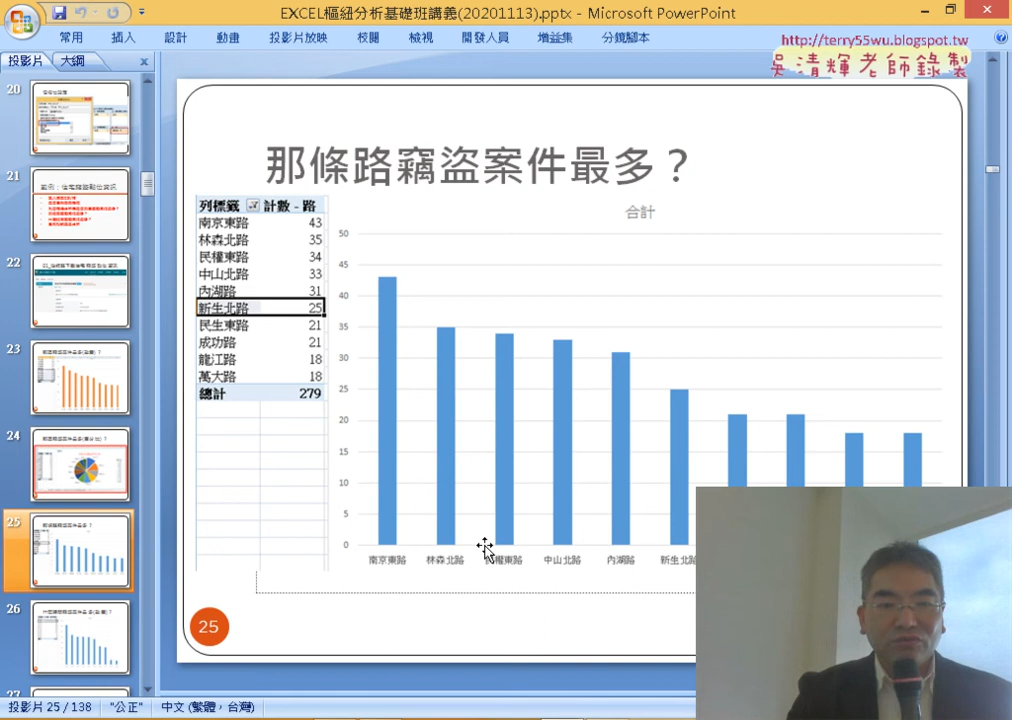 EXCEL樞紐分析基礎班講義(20201113).pptx - Microsoft PowerPoint
常用 插入 設計 動畫 投影片放映 校閱 檢視 開發人員 增益集 分鏡腳本
http://terry55wu.blogspot.tw
吳清輝老師錄製
投影片 大綱
20
21
22
23
24
25
26
27
那條路竊盜案件最多？
列標籤 計數 - 路
南京東路 43
林森北路 35
民權東路 34
中山北路 33
內湖路 31
新生北路 25
民生東路 21
成功路 21
龍江路 18
萬大路 18
總計 279
合計
50
45
40
35
30
25
20
15
10
5
0
南京東路 林森北路 權東路 中山北路 內湖路 新生北路
25
投影片 25 / 138 "公正" 中文 (繁體，台灣)